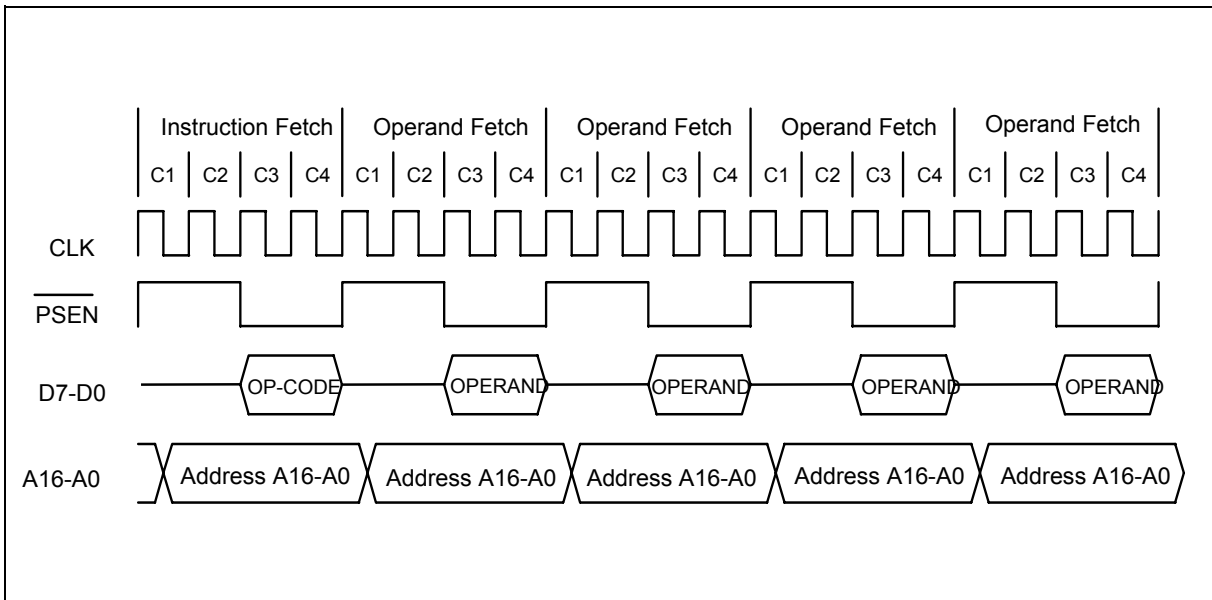 Instruction Fetch Operand Fetch Operand Fetch Operand Fetch Operand Fetch
C1 C2 C3 C4 C1 C2 C3 C4 C1 C2 C3 C4 C1 C2 C3 C4 C1 C2 C3 C4
CLK
PSEN
D7-D0 OP-CODE OPERAND OPERAND OPERAND OPERAND
A16-A0 Address A16-A0 Address A16-A0 Address A16-A0 Address A16-A0 Address A16-A0